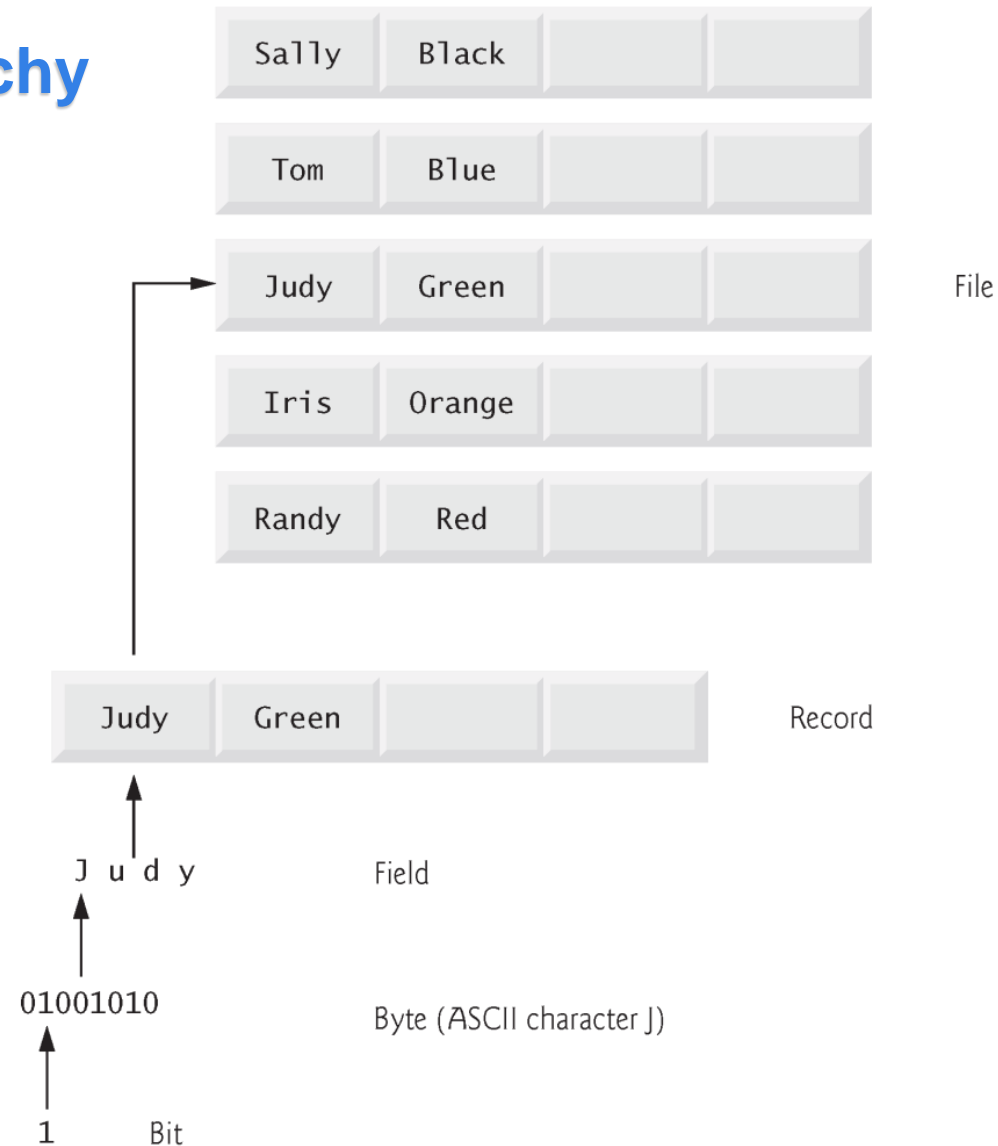 chy
Sally Black
Tom Blue
Judy Green File
Iris Orange
Randy Red
Judy Green Record
J u d y Field
01001010 Byte (ASCII character J)
1 Bit